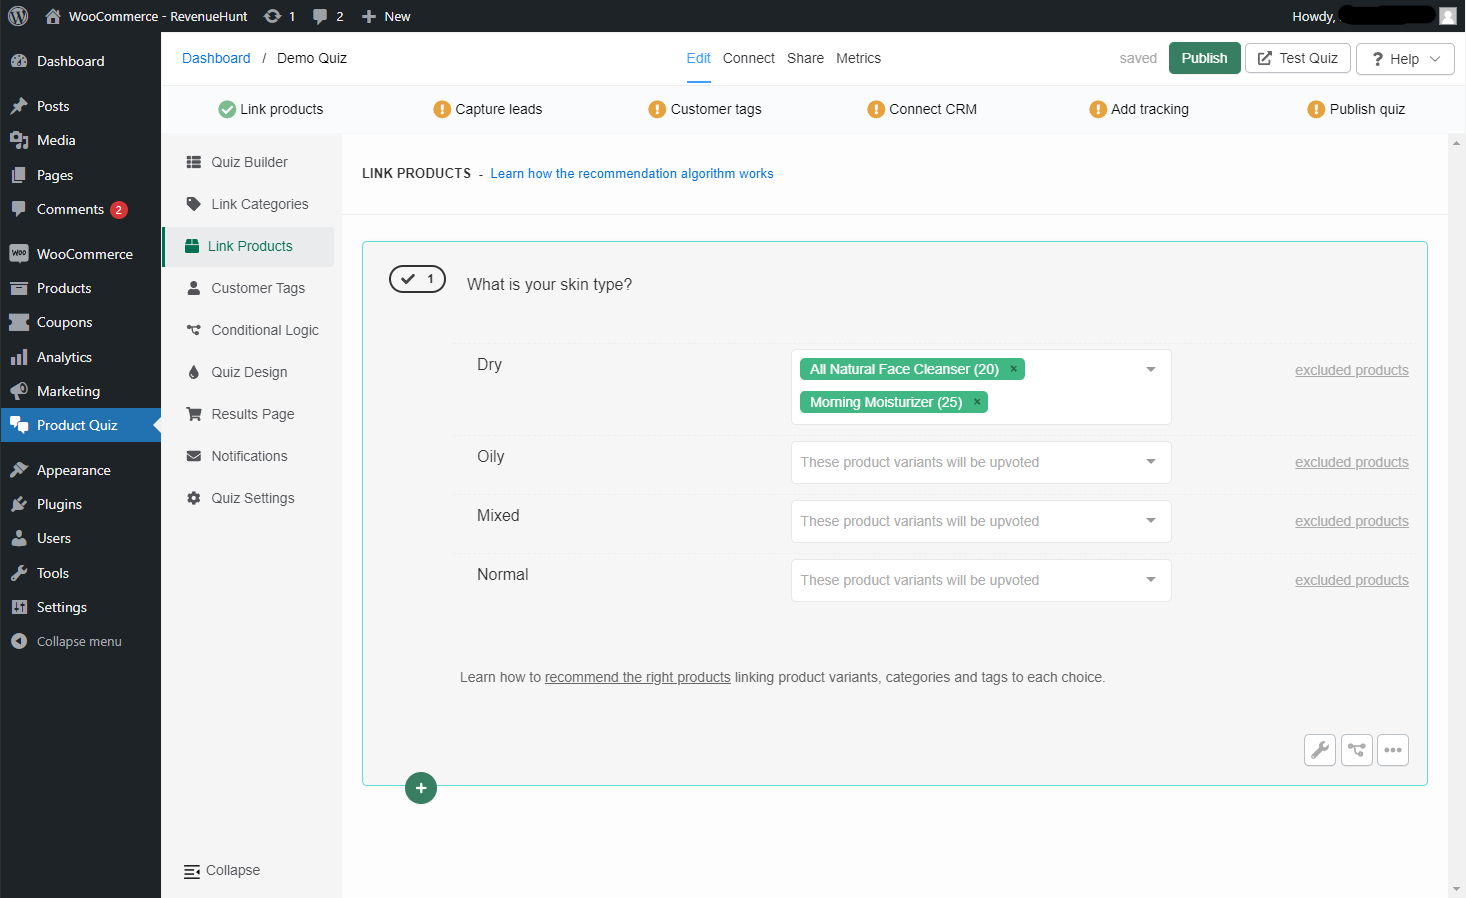 WooCommerce - RevenueHunt 1 2 New Howdy,
Dashboard
Posts
Media
Pages
Comments 2
WooCommerce
Products
Coupons
Analytics
Marketing
Product Quiz
Appearance
Plugins
Users
Tools
Settings
Collapse menu
Dashboard / Demo Quiz Edit Connect Share Metrics saved Publish Test Quiz ? Help
Link products Capture leads Customer tags Connect CRM Add tracking Publish quiz
Quiz Builder
Link Categories
Link Products
Customer Tags
Conditional Logic
Quiz Design
Results Page
Notifications
Quiz Settings
Collapse
LINK PRODUCTS - Learn how the recommendation algorithm works
1 What is your skin type?
Dry All Natural Face Cleanser (20) × excluded products
Morning Moisturizer (25) ×
Oily These product variants will be upvoted excluded products
Mixed These product variants will be upvoted excluded products
Normal These product variants will be upvoted excluded products
Learn how to recommend the right products linking product variants, categories and tags to each choice.